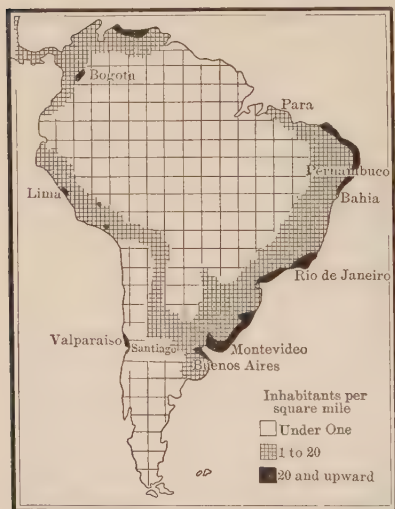 Bogota
Para
Pernambuco
Lima
Bahia
Rio de Janeiro
Valparaiso
Santiago
Montevideo
Buenos Aires
Inhabitants per
square mile
Under One
1 to 20
20 and upward